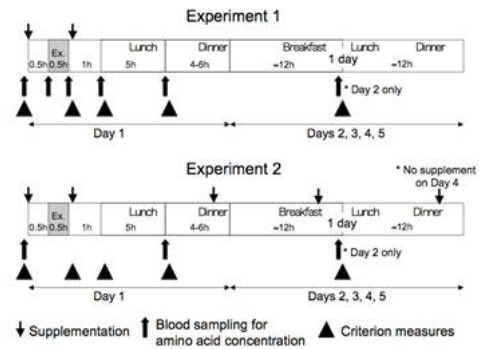 Experiment 1
Ex. Lunch Dinner Breakfast Lunch Dinner
0.5h 0.5h 1h 5h 4-6h ≈12h 1 day ≈12h
* Day 2 only
Day 1 Days 2, 3, 4, 5
Experiment 2
* No supplement
on Day 4
Ex. Lunch Dinner Breakfast Lunch Dinner
0.5h 0.5h 1h 5h 4-6h ≈12h 1 day ≈12h
* Day 2 only
Day 1 Days 2, 3, 4, 5
Supplementation Blood sampling for Criterion measures
amino acid concentration